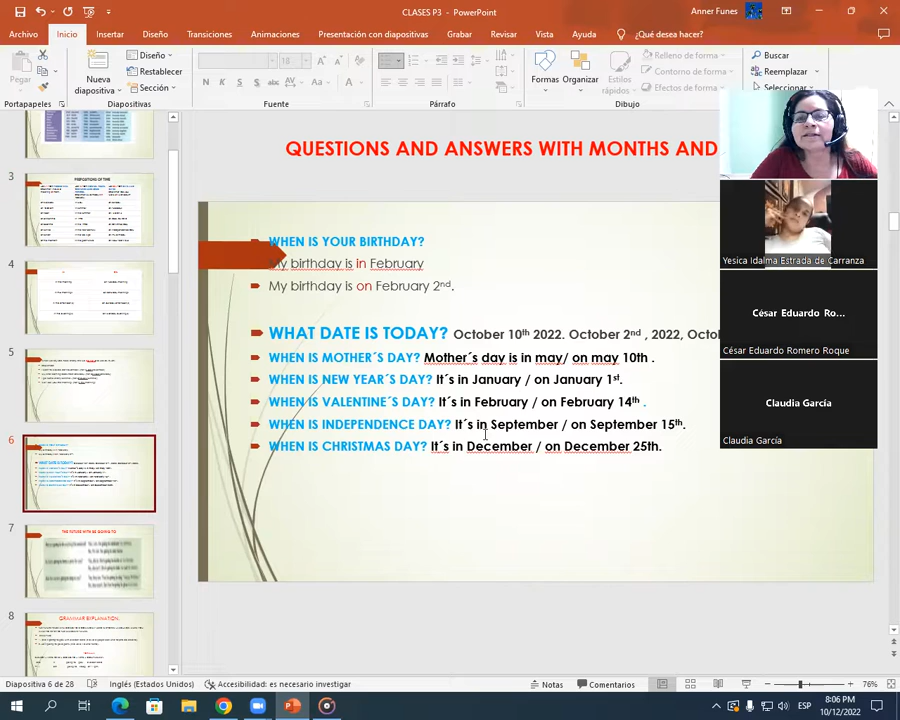 CLASES P3 - PowerPoint
Anner Funes
Archivo Inicio Insertar Dibujar Diseño Transiciones Animaciones Presentación con diapositivas Grabar Revisar Vista Ayuda ¿Qué desea hacer?
Pegar
Nueva diapositiva
Diseño
Restablecer
Sección
18
N K S
Formas
Organizar
Estilos rápidos
Relleno de forma
Contorno de forma
Efectos de forma
Buscar
Reemplazar
Seleccionar
Portapapeles
Diapositivas
Fuente
Párrafo
Dibujo
QUESTIONS AND ANSWERS WITH MONTHS AND
WHEN IS YOUR BIRTHDAY?
My birthday is in February
My birthday is on February 2nd.
WHAT DATE IS TODAY? October 10th 2022. October 2nd , 2022, Octo
WHEN IS MOTHER´S DAY? Mother´s day is in may/ on may 10th .
WHEN IS NEW YEAR´S DAY? It´s in January / on January 1st.
WHEN IS VALENTINE´S DAY? It´s in February / on February 14th .
WHEN IS INDEPENDENCE DAY? It´s in September / on September 15th.
WHEN IS CHRISTMAS DAY? It´s in December / on December 25th.
Yesica Idalma Estrada de Carranza
César Eduardo Ro...
César Eduardo Romero Roque
Claudia García
Claudia García
3
4
5
6
7
THE FUTURE WITH BE GOING TO
8
GRAMMAR EXPLANATION
Diapositiva 6 de 28
Inglés (Estados Unidos)
Accesibilidad: es necesario investigar
Notas
Comentarios
76%
ESP
8:06 PM
10/12/2022